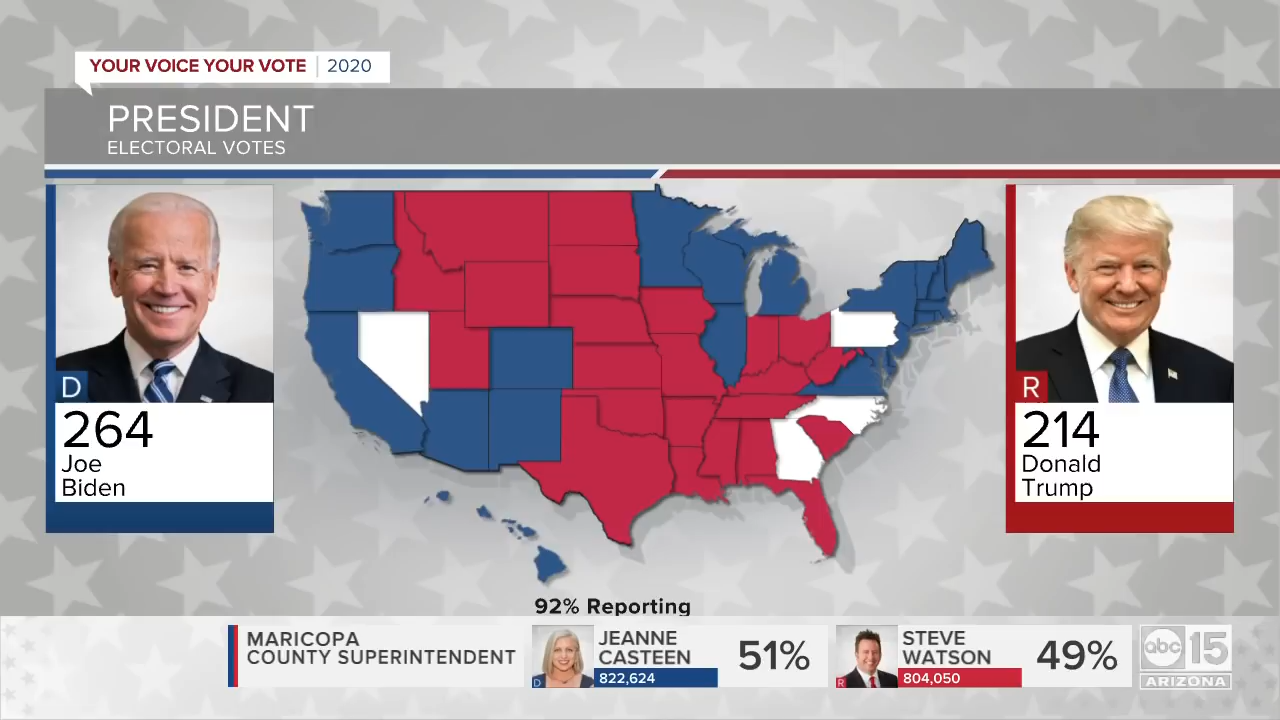 YOUR VOICE YOUR VOTE | 2020
PRESIDENT
ELECTORAL VOTES
D
264
Joe
Biden
R
214
Donald
Trump
92% Reporting
MARICOPA
COUNTY SUPERINTENDENT
D
JEANNE
CASTEEN
822,624
51%
R
STEVE
WATSON
804,050
49%
abc 15
ARIZONA